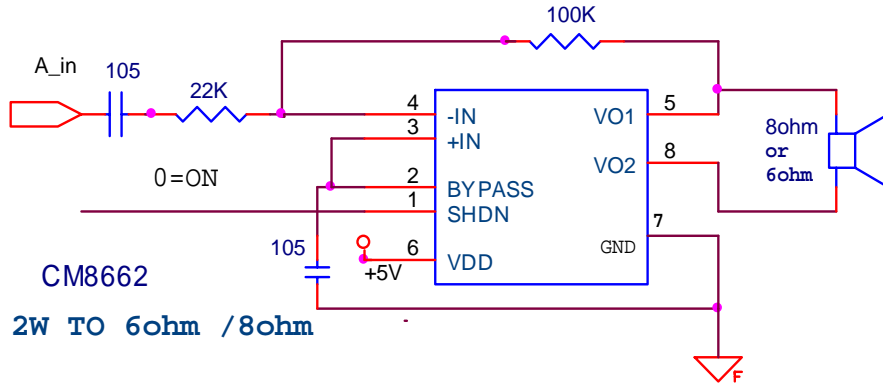 100K
A_in
105
22K
4
-IN
VO1
5
3
+IN
8ohm
or
6ohm
0=ON
2
BYPASS
VO2
8
1
SHDN
7
105
GND
6
VDD
+5V
CM8662
2W TO 6ohm /8ohm
F